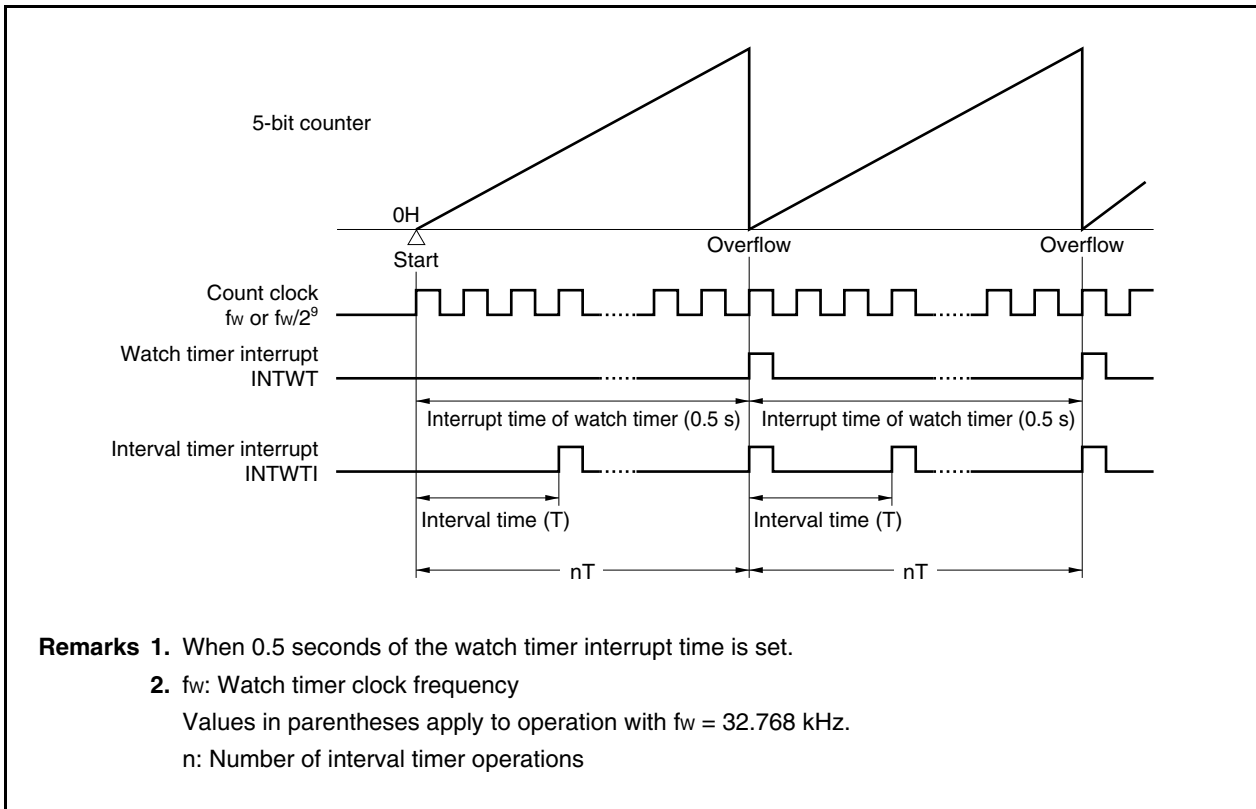 5-bit counter
0H
Start
Overflow
Overflow
Count clock
fw or fw/2⁹
Watch timer interrupt
INTWT
Interrupt time of watch timer (0.5 s)
Interrupt time of watch timer (0.5 s)
Interval timer interrupt
INTWTI
Interval time (T)
Interval time (T)
nT
nT
Remarks 1. When 0.5 seconds of the watch timer interrupt time is set.
2. fw: Watch timer clock frequency
Values in parentheses apply to operation with fw = 32.768 kHz.
n: Number of interval timer operations